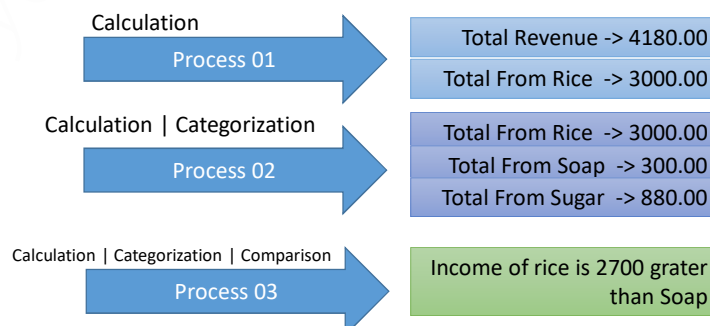 Calculation
Process 01
Total Revenue -> 4180.00
Total From Rice -> 3000.00
Calculation | Categorization
Process 02
Total From Rice -> 3000.00
Total From Soap -> 300.00
Total From Sugar -> 880.00
Calculation | Categorization | Comparison
Process 03
Income of rice is 2700 grater
than Soap